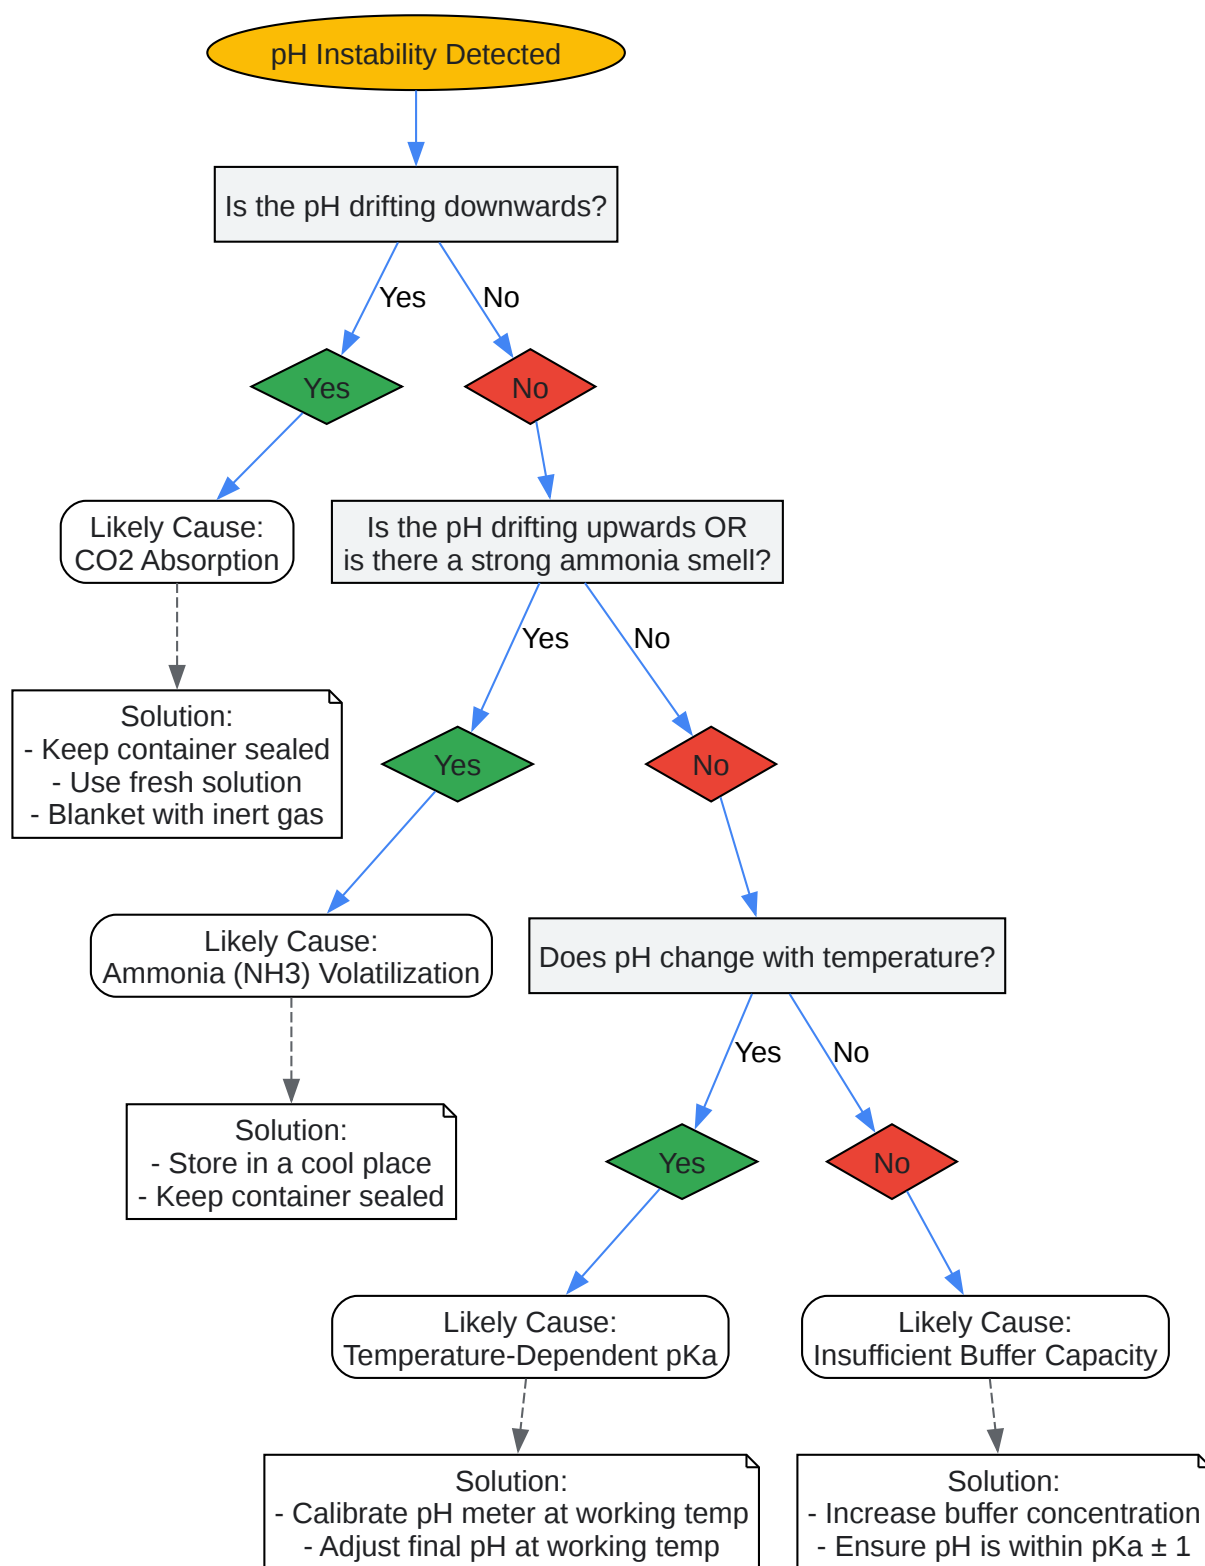 pH Instability Detected
Is the pH drifting downwards?
Yes
No
Yes
No
Likely Cause:
CO2 Absorption
Is the pH drifting upwards OR
is there a strong ammonia smell?
Yes
No
Solution:
- Keep container sealed
- Use fresh solution
- Blanket with inert gas
Yes
No
Likely Cause:
Ammonia (NH3) Volatilization
Does pH change with temperature?
Yes
No
Solution:
- Store in a cool place
- Keep container sealed
Yes
No
Likely Cause:
Temperature-Dependent pKa
Likely Cause:
Insufficient Buffer Capacity
Solution:
- Calibrate pH meter at working temp
- Adjust final pH at working temp
Solution:
- Increase buffer concentration
- Ensure pH is within pKa ± 1